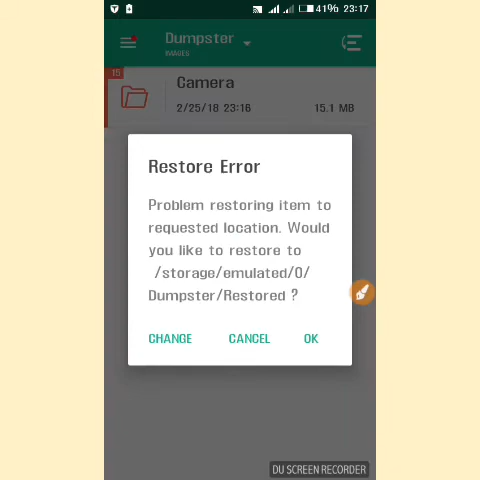 41% 23:17
Dumpster
IMAGES
15
Camera
2/25/18 23:16 15.1 MB
Restore Error
Problem restoring item to
requested location. Would
you like to restore to
/storage/emulated/0/
Dumpster/Restored ?
CHANGE CANCEL OK
DU SCREEN RECORDER